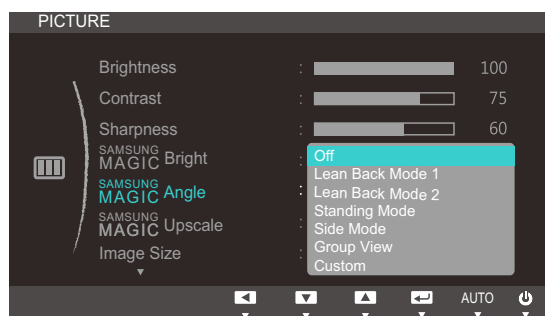 PICTURE
Brightness : 100
Contrast : 75
Sharpness : 60
SAMSUNG
MAGIC Bright :
SAMSUNG
MAGIC Angle :
SAMSUNG
MAGIC Upscale :
Image Size :
Off
Lean Back Mode 1
Lean Back Mode 2
Standing Mode
Side Mode
Group View
Custom
AUTO